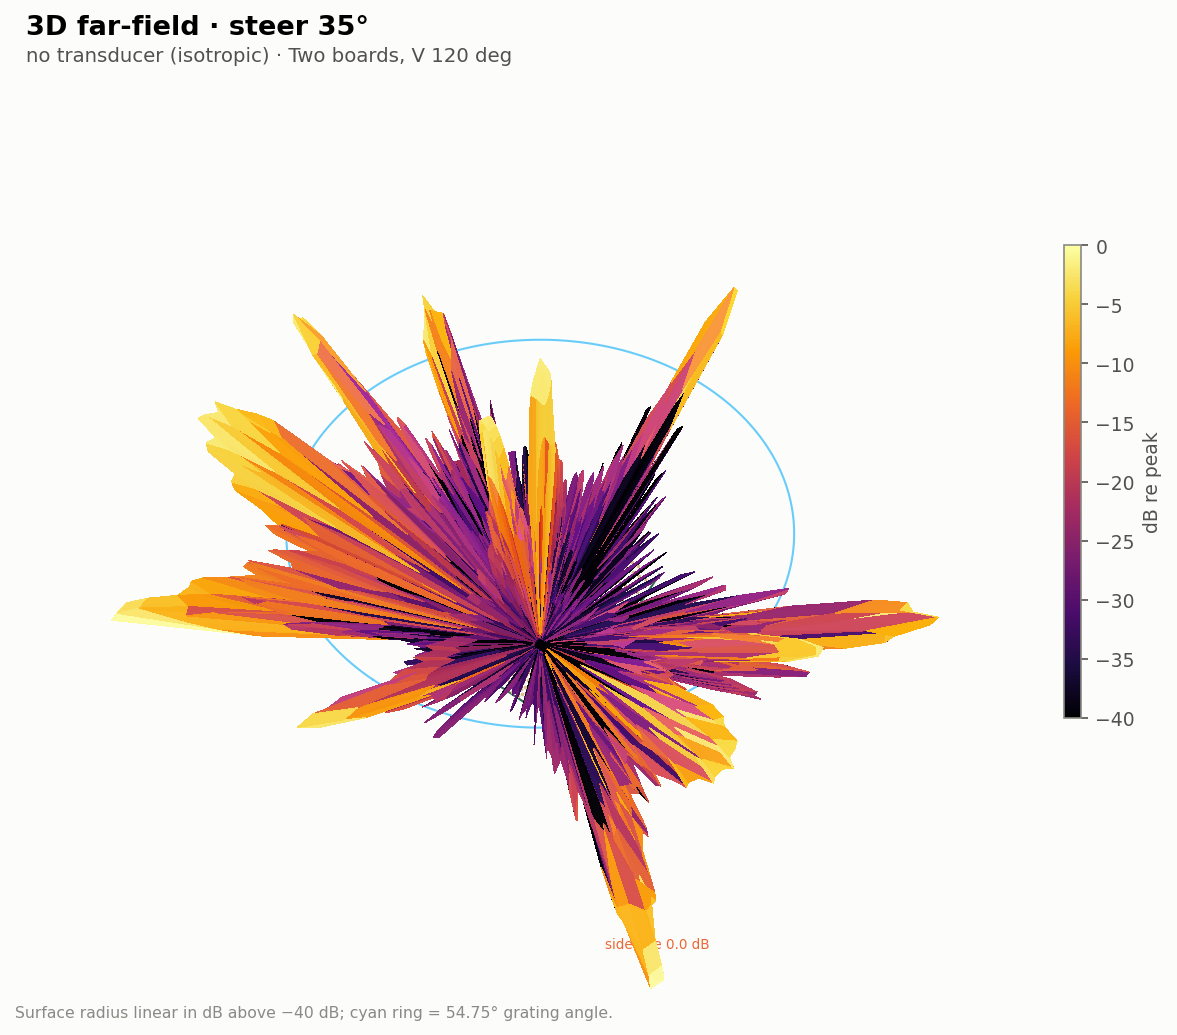 3D far-field · steer 35°
no transducer (isotropic) · Two boards, V 120 deg
0
−5
−10
−15
−20
−25
−30
−35
−40
dB re peak
0.0 dB
Surface radius linear in dB above −40 dB; cyan ring = 54.75° grating angle.